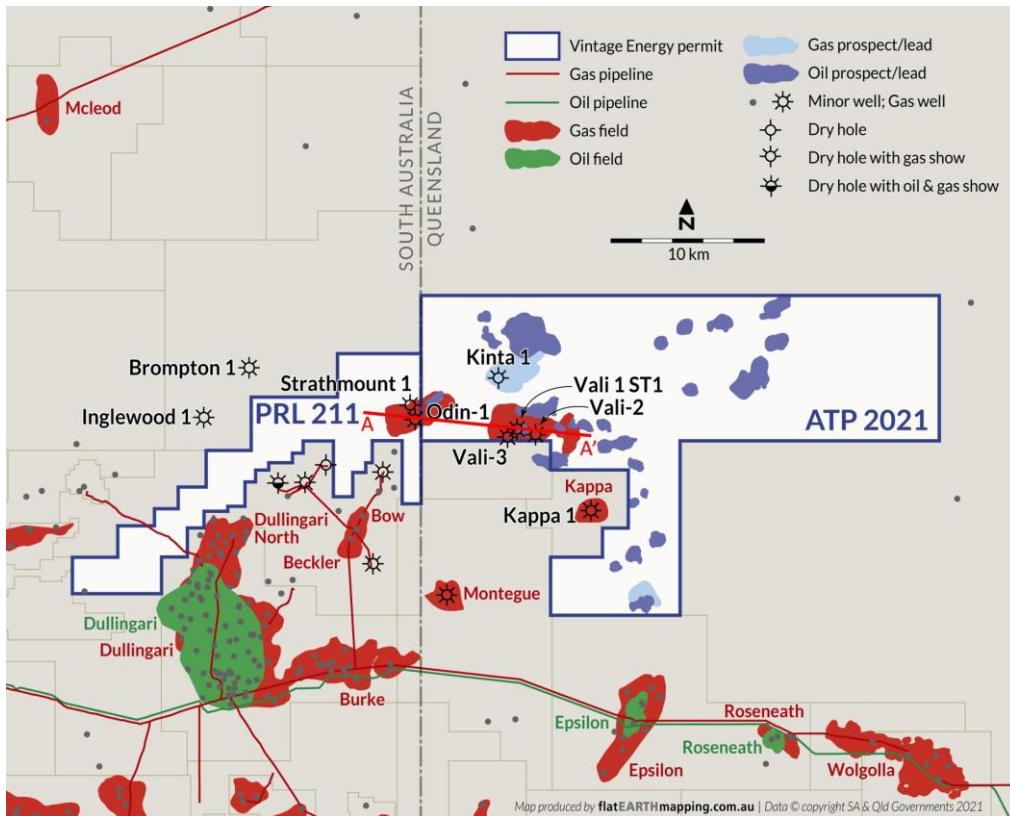 Vintage Energy permit
Gas pipeline
Oil pipeline
Gas field
Oil field
Gas prospect/lead
Oil prospect/lead
Minor well; Gas well
Dry hole
Dry hole with gas show
Dry hole with oil & gas show
Mcleod
SOUTH AUSTRALIA
QUEENSLAND
N
10 km
Brompton 1
Kinta 1
Strathmount 1
Vali 1 ST1
Inglewood 1
PRL 211
A
Odin-1
Vali-2
ATP 2021
Vali-3
A'
Kappa
Kappa 1
Dullingari
North
Bow
Beckler
Montegue
Dullingari
Dullingari
Burke
Epsilon
Roseneath
Roseneath
Epsilon
Wolgolla
Map produced by flatEARTHmapping.com.au | Data © copyright SA & Qld Governments 2021